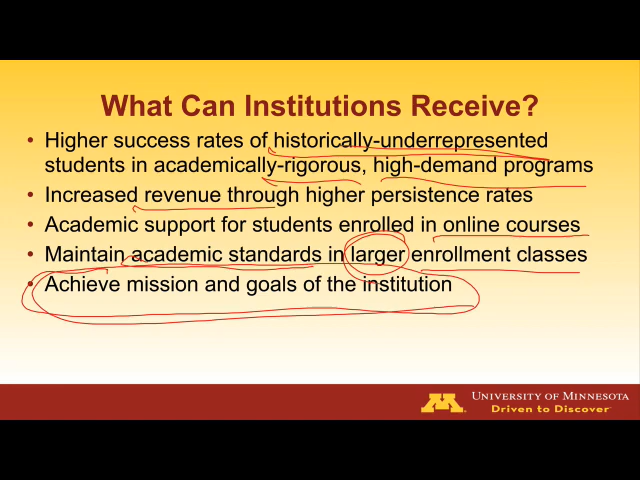 What Can Institutions Receive?
• Higher success rates of historically-underrepresented
students in academically-rigorous, high-demand programs
• Increased revenue through higher persistence rates
• Academic support for students enrolled in online courses
• Maintain academic standards in larger enrollment classes
• Achieve mission and goals of the institution
M
UNIVERSITY OF MINNESOTA
Driven to Discover